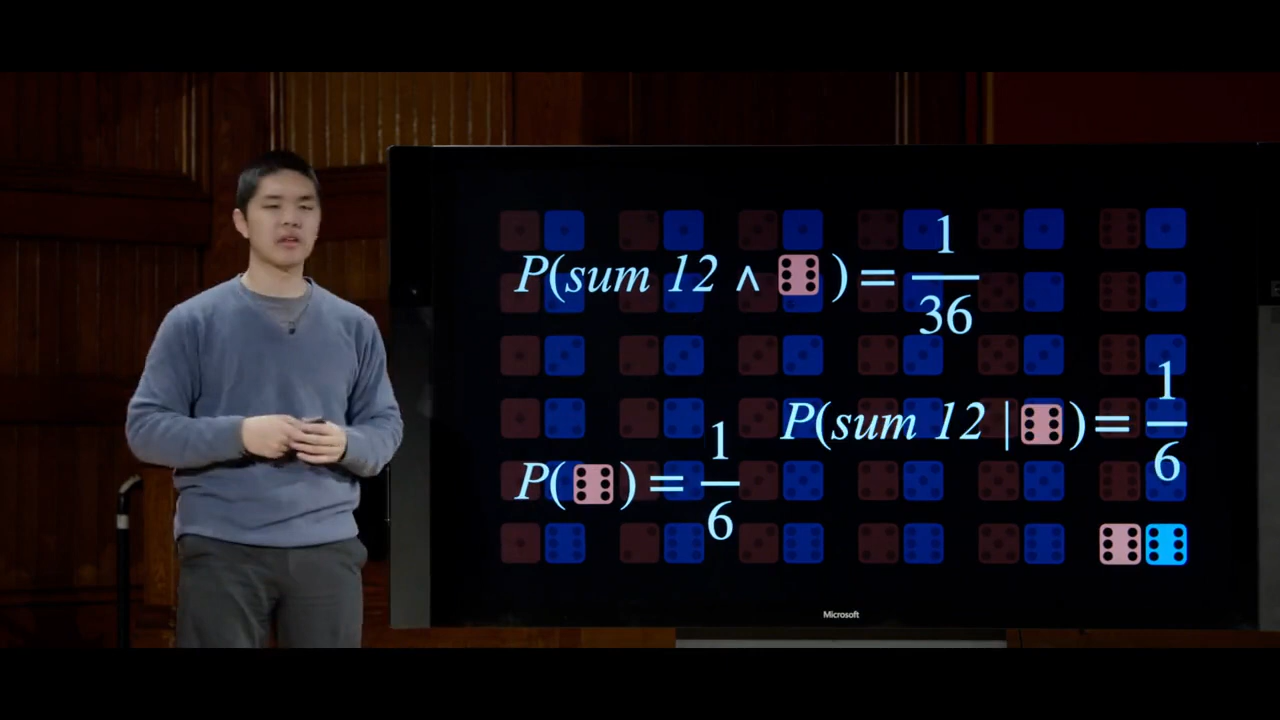 P(sum 12 ∧ ⚅) = 1/36
P(sum 12 | ⚅) = 1/6
P(⚅) = 1/6
Microsoft